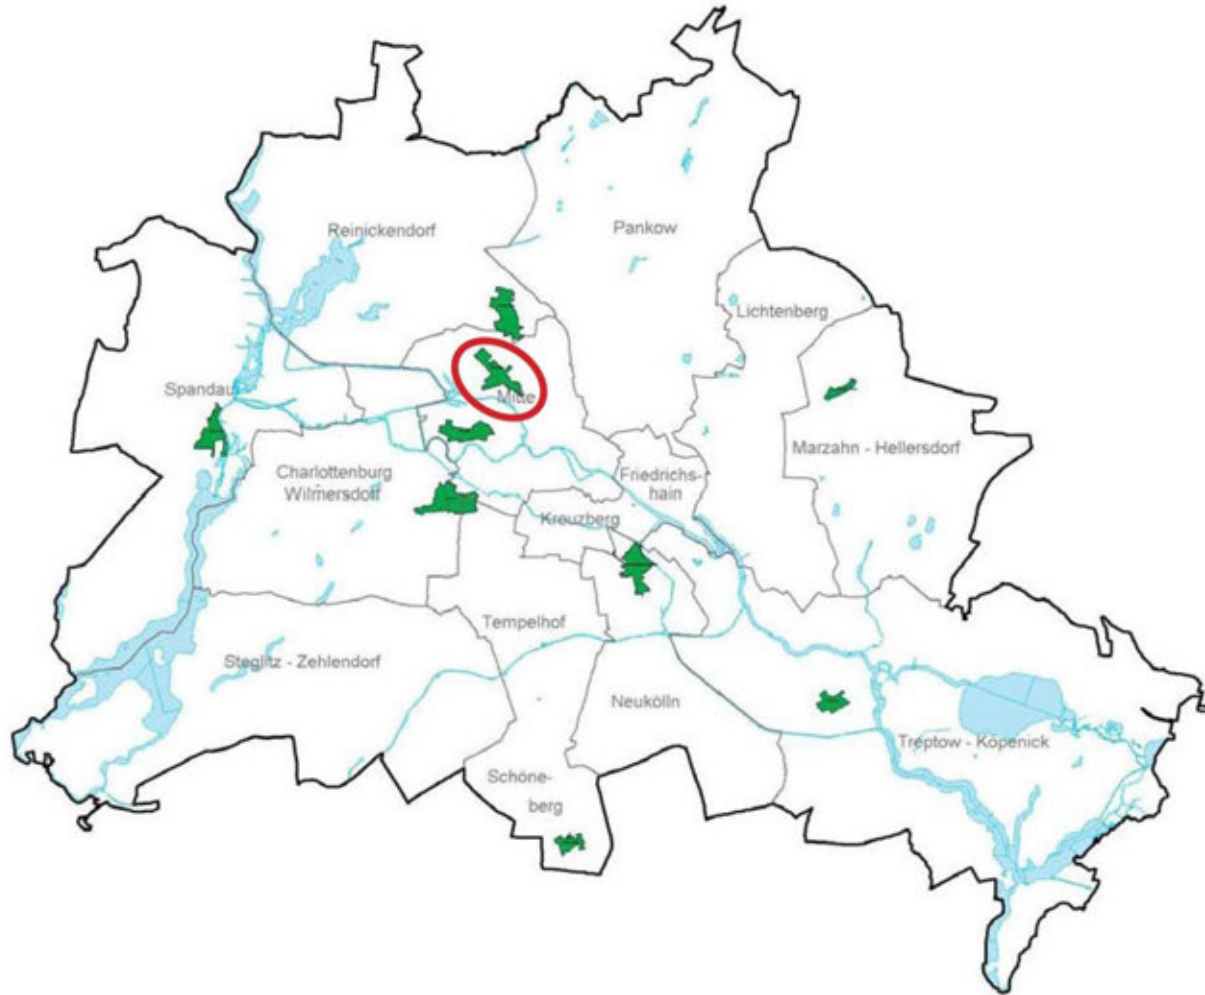 Reinickendorf
Pankow
Lichtenberg
Spandau
Mitte
Marzahn - Hellersdorf
Charlottenburg
Wilmersdorf
Friedrichs-
hain
Kreuzberg
Tempelhof
Steglitz - Zehlendorf
Neukölln
Treptow - Köpenick
Schöne-
berg